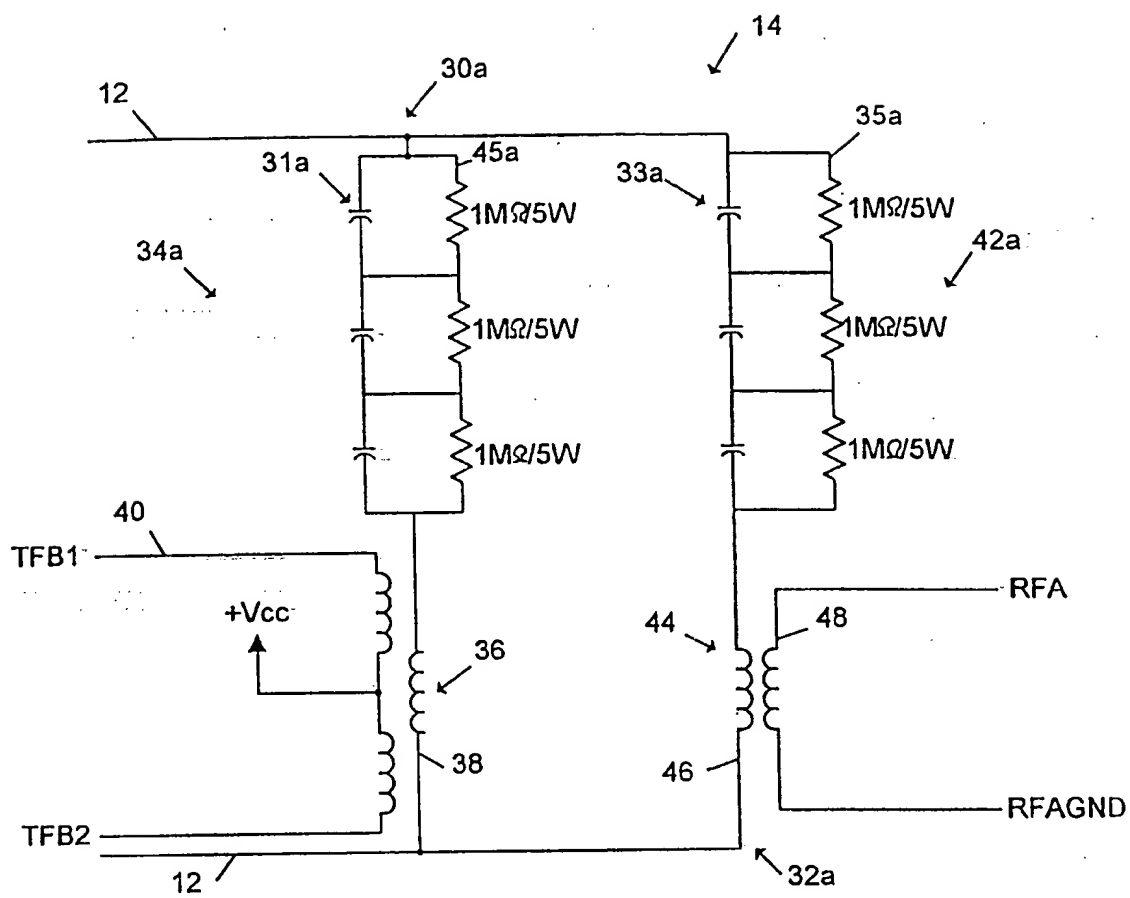 14
30a
12
35a
31a
45a
33a
1MΩ/5W
1MΩ/5W
34a
42a
1MΩ/5W
1MΩ/5W
1MΩ/5W
1MΩ/5W
40
TFB1
+Vcc
RFA
44
48
36
38
46
TFB2
RFAGND
12
32a